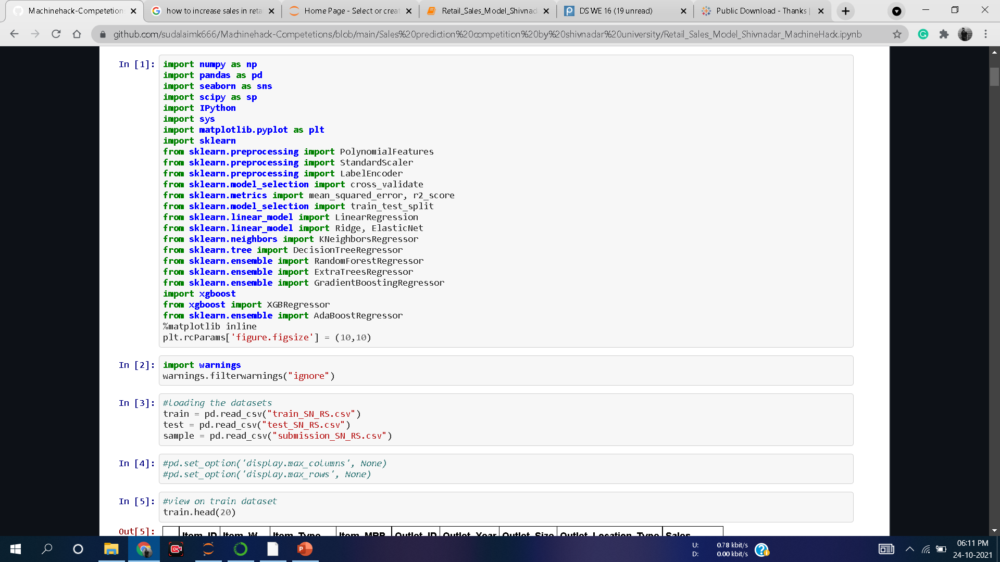 Machinehack-Competetion
how to increase sales in reta
Home Page - Select or creat
Retail_Sales_Model_Shivnad
DS WE 16 (19 unread)
Public Download - Thanks |
github.com/sudalaimk666/Machinehack-Competetions/blob/main/Sales%20prediction%20competition%20by%20shivnadar%20university/Retail_Sales_Model_Shivnadar_MachineHack.ipynb
In [1]: import numpy as np
import pandas as pd
import seaborn as sns
import scipy as sp
import IPython
import sys
import matplotlib.pyplot as plt
import sklearn
from sklearn.preprocessing import PolynomialFeatures
from sklearn.preprocessing import StandardScaler
from sklearn.preprocessing import LabelEncoder
from sklearn.model_selection import cross_validate
from sklearn.metrics import mean_squared_error, r2_score
from sklearn.model_selection import train_test_split
from sklearn.linear_model import LinearRegression
from sklearn.linear_model import Ridge, ElasticNet
from sklearn.neighbors import KNeighborsRegressor
from sklearn.tree import DecisionTreeRegressor
from sklearn.ensemble import RandomForestRegressor
from sklearn.ensemble import ExtraTreesRegressor
from sklearn.ensemble import GradientBoostingRegressor
import xgboost
from xgboost import XGBRegressor
from sklearn.ensemble import AdaBoostRegressor
%matplotlib inline
plt.rcParams['figure.figsize'] = (10,10)
In [2]: import warnings
warnings.filterwarnings("ignore")
In [3]: #loading the datasets
train = pd.read_csv("train_SN_RS.csv")
test = pd.read_csv("test_SN_RS.csv")
sample = pd.read_csv("submission_SN_RS.csv")
In [4]: #pd.set_option('display.max_columns', None)
#pd.set_option('display.max_rows', None)
In [5]: #view on train dataset
train.head(20)
Out[5]: Item_ID Item_W Item_Type Item_MRP Outlet_ID Outlet_Year Outlet_Size Outlet_Location_Type Sales
U: 0.78 kbit/s
D: 0.00 kbit/s
06:11 PM
24-10-2021